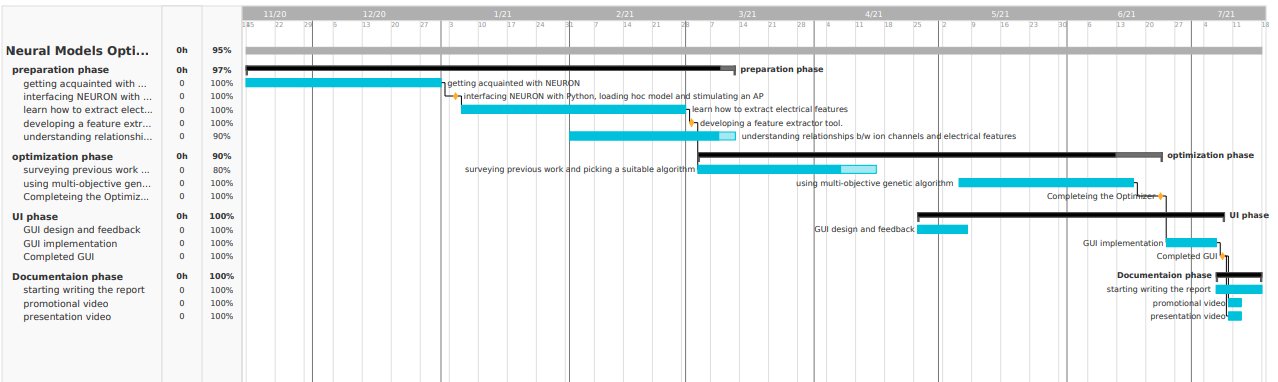 11/20 12/20 1/21 2/21 3/21 4/21 5/21 6/21 7/21
22 29 6 13 20 27 3 10 17 24 31 7 14 21 28 7 14 21 28 4 11 18 25 2 9 16 23 30 6 13 20 27 4 11 18
Neural Models Opti... 0h 95%
preparation phase 0h 97% preparation phase
getting acquainted with ... 0 100% getting acquainted with NEURON
interfacing NEURON with ... 0 100% interfacing NEURON with Python, loading hoc model and stimulating an AP
learn how to extract elect... 0 100% learn how to extract electrical features
developing a feature extr... 0 100% developing a feature extractor tool.
understanding relationshi... 0 90% understanding relationships b/w ion channels and electrical features
optimization phase 0h 90% optimization phase
surveying previous work ... 0 80% surveying previous work and picking a suitable algorithm
using multi-objective gen... 0 100% using multi-objective genetic algorithm
Completeing the Optimiz... 0 100% Completeing the Optimizer
UI phase 0h 100% UI phase
GUI design and feedback 0 100% GUI design and feedback
GUI implementation 0 100% GUI implementation
Completed GUI 0 100% Completed GUI
Documentaion phase 0h 100% Documentaion phase
starting writing the report 0 100% starting writing the report
promotional video 0 100% promotional video
presentation video 0 100% presentation video